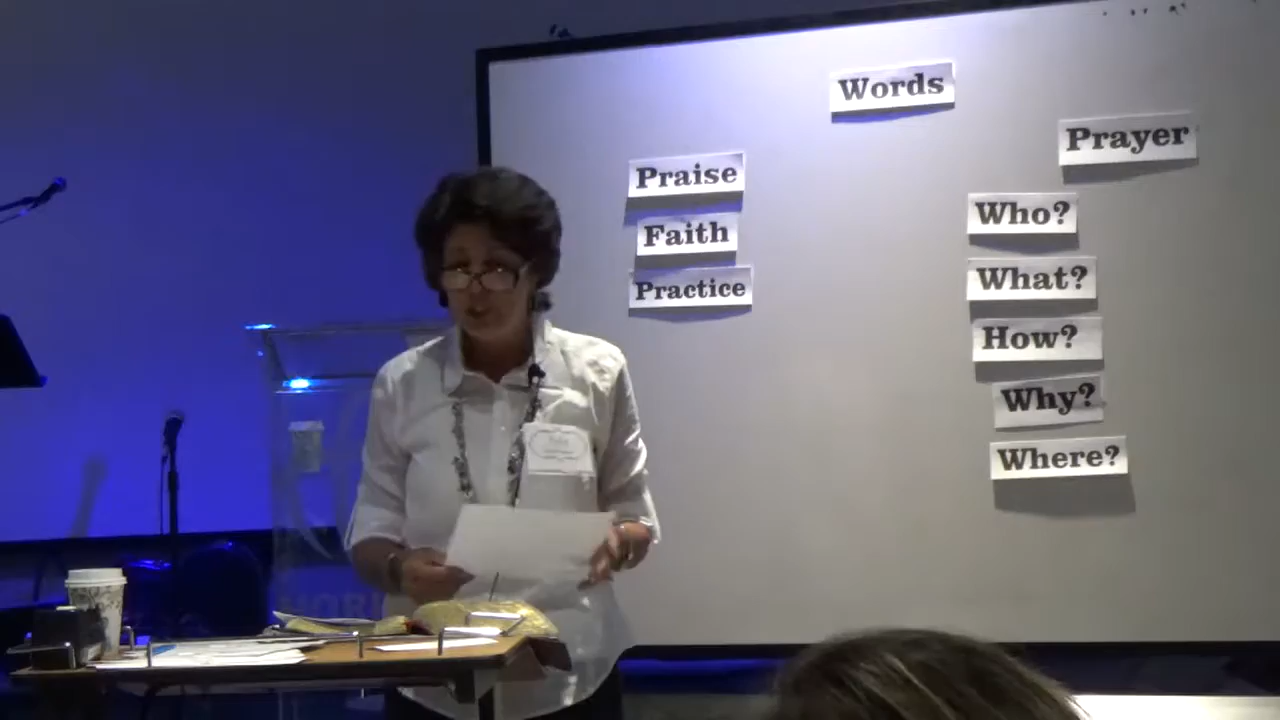 Words
Prayer
Praise
Faith
Practice
Who?
What?
How?
Why?
Where?